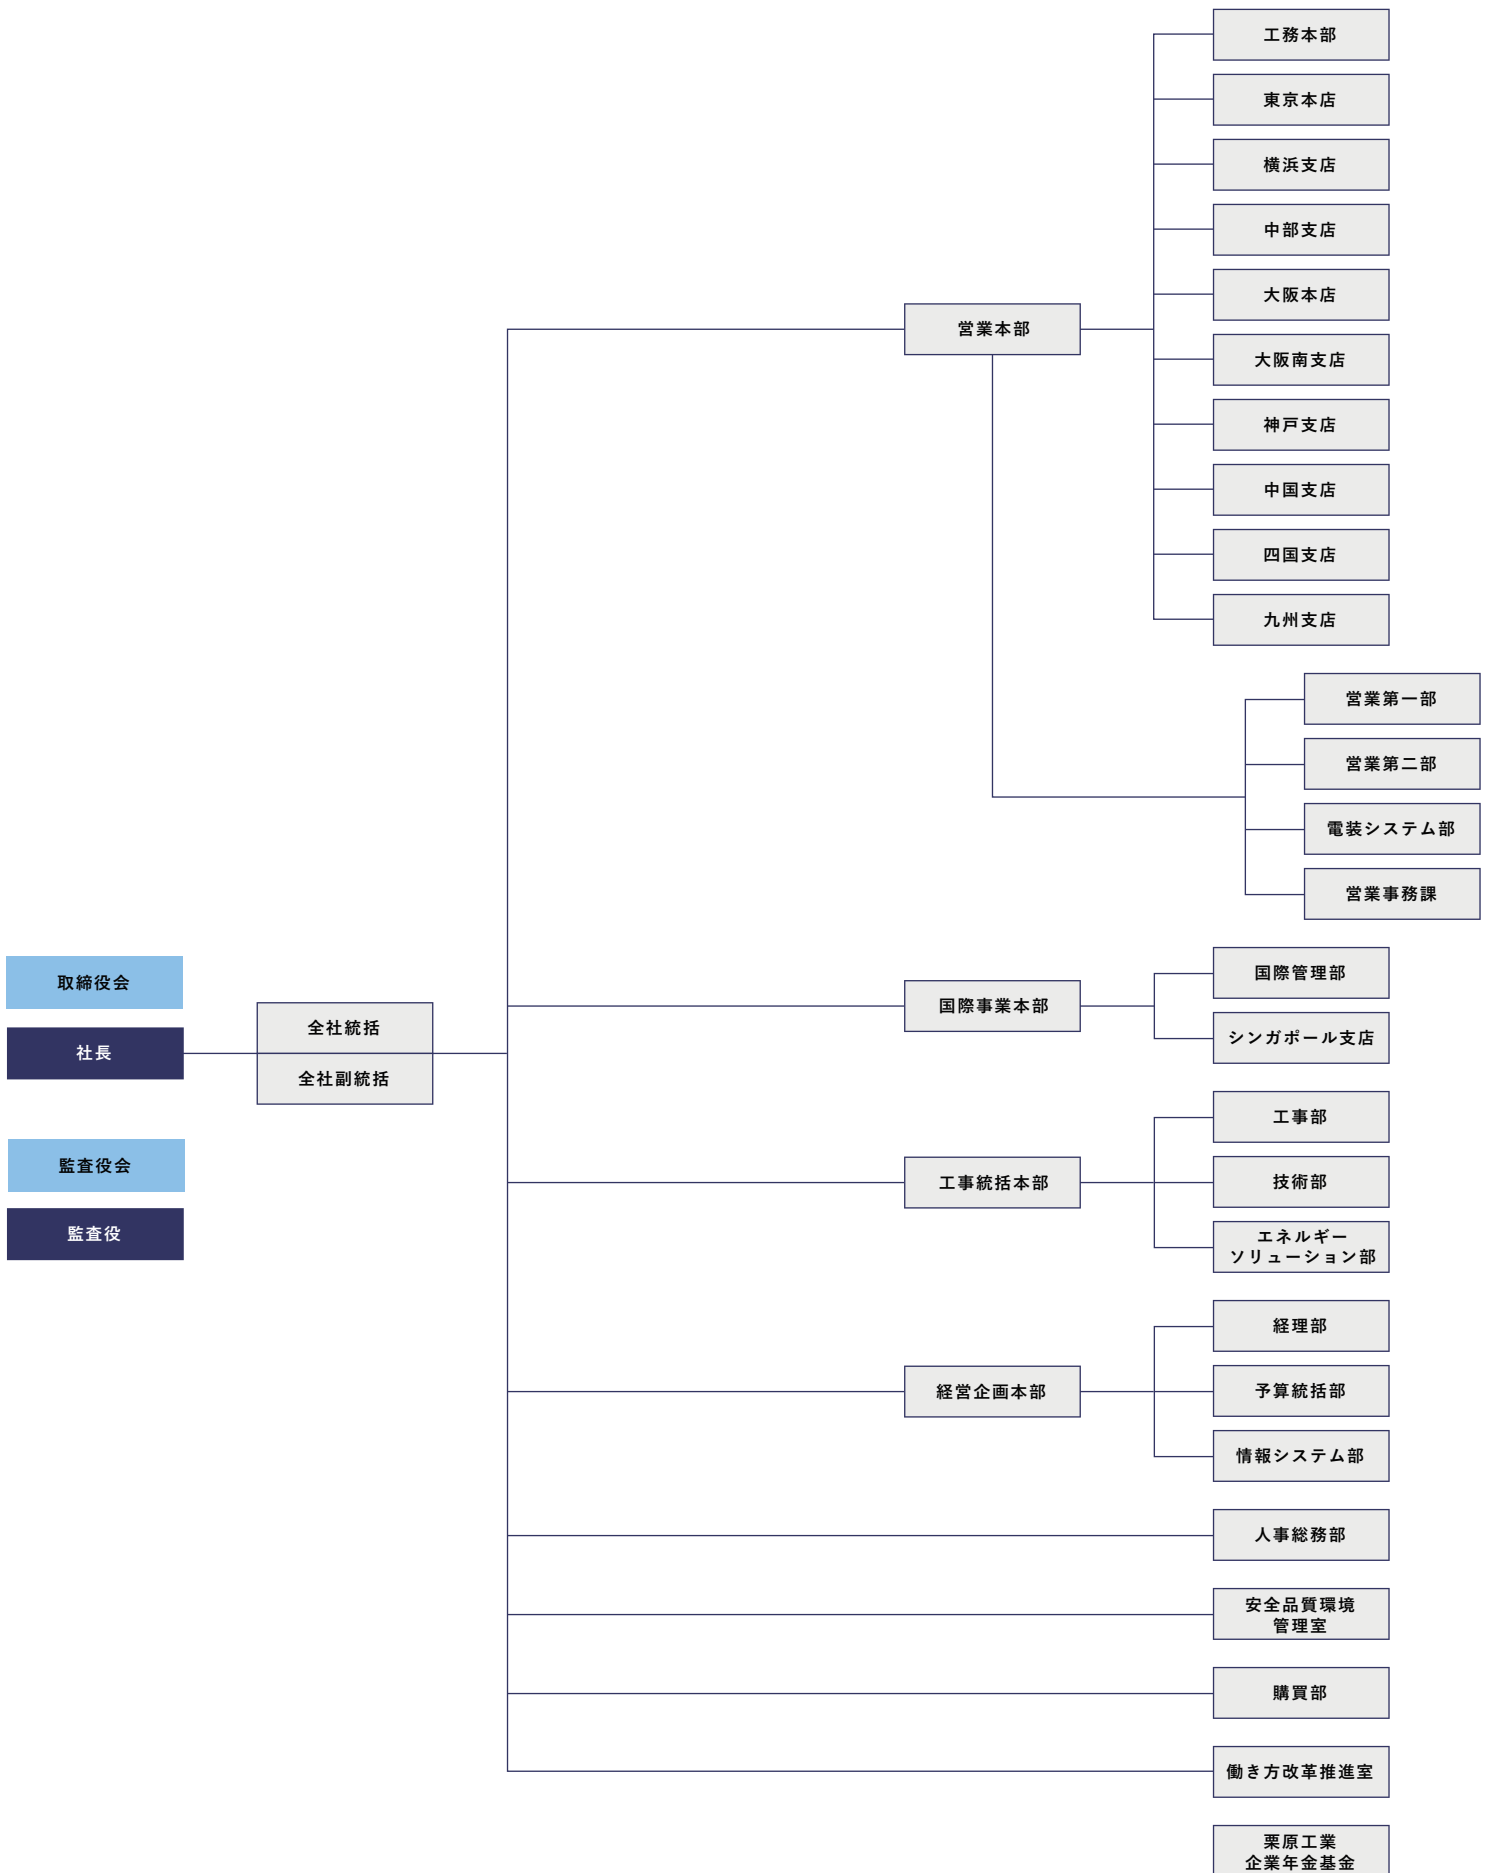 取締役会
社長
監査役会
監査役
全社統括
全社副統括
営業本部
工務本部
東京本店
横浜支店
中部支店
大阪本店
大阪南支店
神戸支店
中国支店
四国支店
九州支店
営業第一部
営業第二部
電装システム部
営業事務課
国際事業本部
国際管理部
シンガポール支店
工事統括本部
工事部
技術部
エネルギー
ソリューション部
経営企画本部
経理部
予算統括部
情報システム部
人事総務部
安全品質環境
管理室
購買部
働き方改革推進室
栗原工業
企業年金基金